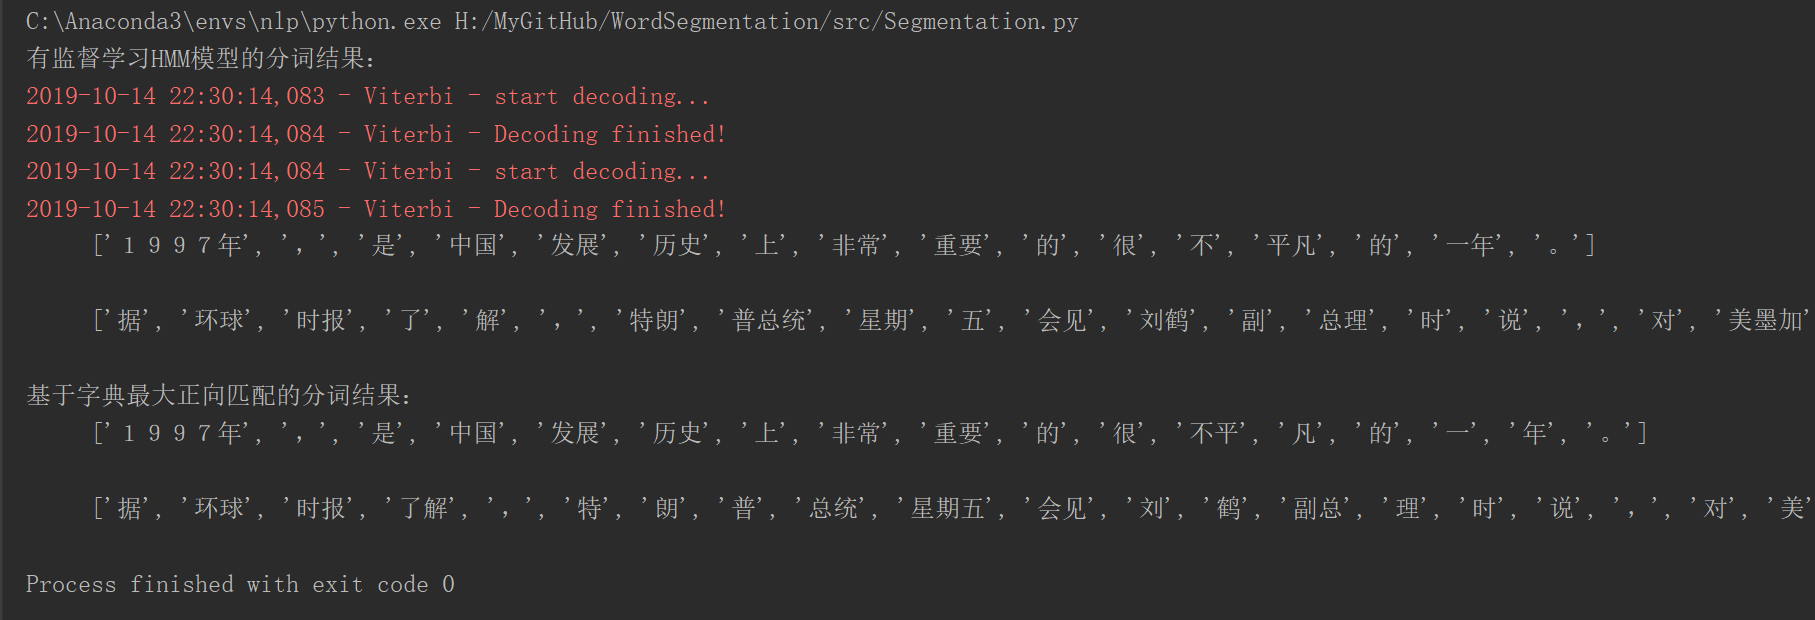 C:\Anaconda3\envs\nlp\python.exe H:/MyGitHub/WordSegmentation/src/Segmentation.py
有监督学习HMM模型的分词结果：
2019-10-14 22:30:14,083 - Viterbi - start decoding...
2019-10-14 22:30:14,084 - Viterbi - Decoding finished!
2019-10-14 22:30:14,084 - Viterbi - start decoding...
2019-10-14 22:30:14,085 - Viterbi - Decoding finished!
['１９９７年', '，', '是', '中国', '发展', '历史', '上', '非常', '重要', '的', '很', '不', '平凡', '的', '一年', '。']
['据', '环球', '时报', '了', '解', '，', '特朗', '普总统', '星期', '五', '会见', '刘鹤', '副', '总理', '时', '说', '，', '对', '美墨加'
基于字典最大正向匹配的分词结果：
['１９９７年', '，', '是', '中国', '发展', '历史', '上', '非常', '重要', '的', '很', '不平', '凡', '的', '一', '年', '。']
['据', '环球', '时报', '了解', '，', '特', '朗', '普', '总统', '星期五', '会见', '刘', '鹤', '副总', '理', '时', '说', '，', '对', '美'
Process finished with exit code 0